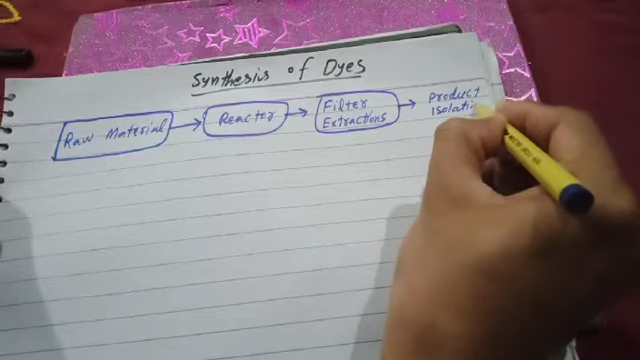 Synthesis of Dyes
Raw Material
Reactor
Filter
Extractions
Product